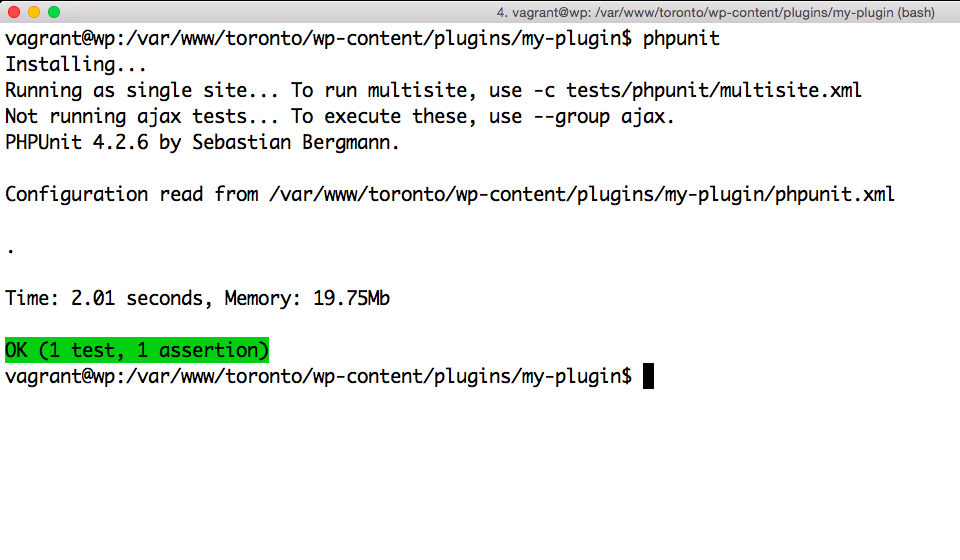 4. vagrant@wp: /var/www/toronto/wp-content/plugins/my-plugin (bash)
vagrant@wp:/var/www/toronto/wp-content/plugins/my-plugin$ phpunit
Installing...
Running as single site... To run multisite, use -c tests/phpunit/multisite.xml
Not running ajax tests... To execute these, use --group ajax.
PHPUnit 4.2.6 by Sebastian Bergmann.
Configuration read from /var/www/toronto/wp-content/plugins/my-plugin/phpunit.xml
.
Time: 2.01 seconds, Memory: 19.75Mb
OK (1 test, 1 assertion)
vagrant@wp:/var/www/toronto/wp-content/plugins/my-plugin$